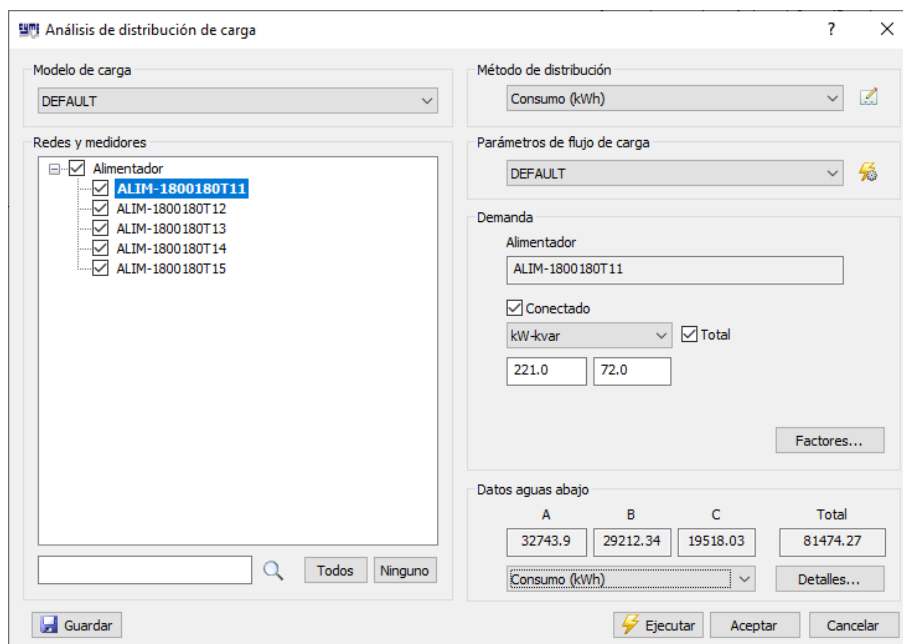 CYME Análisis de distribución de carga
?
Modelo de carga
DEFAULT
Redes y medidores
Alimentador
ALIM-1800180T11
ALIM-1800180T12
ALIM-1800180T13
ALIM-1800180T14
ALIM-1800180T15
Todos
Ninguno
Método de distribución
Consumo (kWh)
Parámetros de flujo de carga
DEFAULT
Demanda
Alimentador
ALIM-1800180T11
Conectado
kW-kvar
Total
221.0 72.0
Factores...
Datos aguas abajo
A B C Total
32743.9 29212.34 19518.03 81474.27
Consumo (kWh)
Detalles...
Guardar
Ejecutar
Aceptar
Cancelar